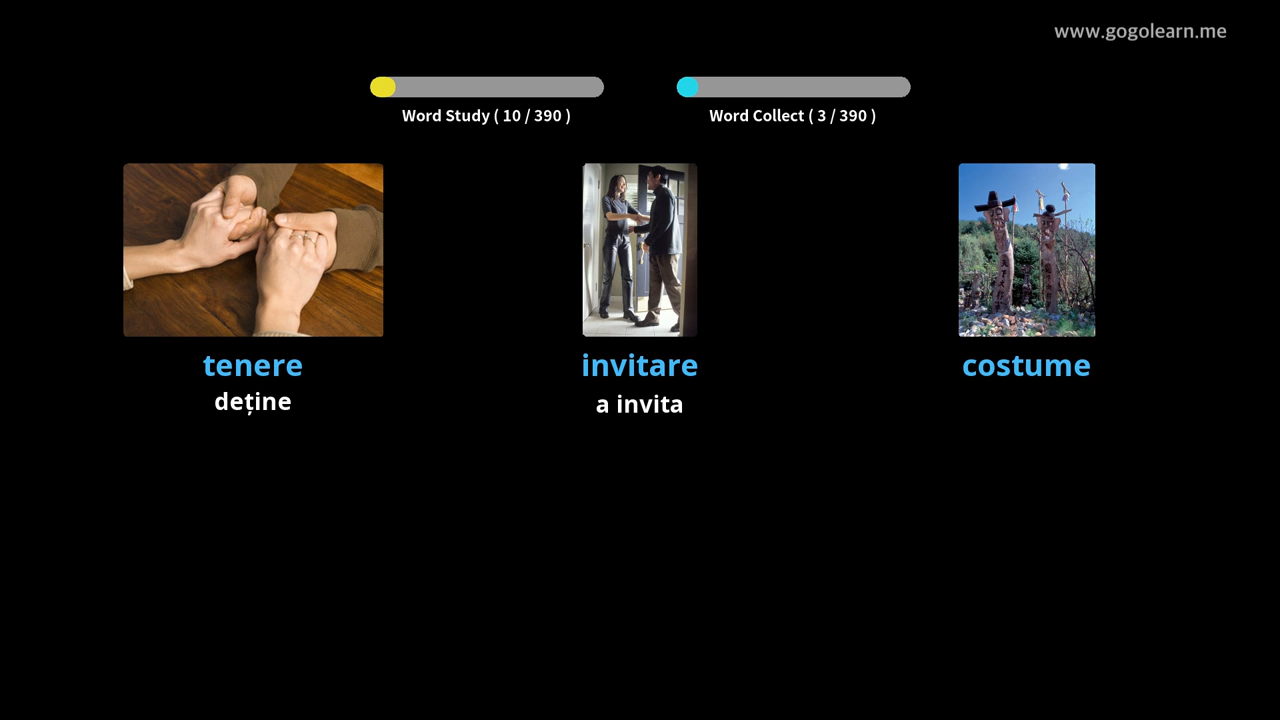 www.gogolearn.me
Word Study ( 10 / 390 )
Word Collect ( 3 / 390 )
tenere
deține
invitare
a invita
costume